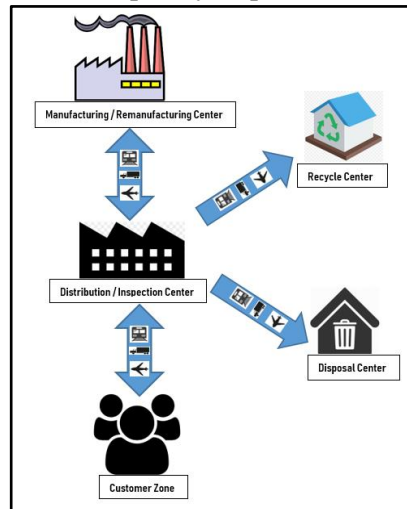 Manufacturing / Remanufacturing Center
Recycle Center
Distribution / Inspection Center
Disposal Center
Customer Zone